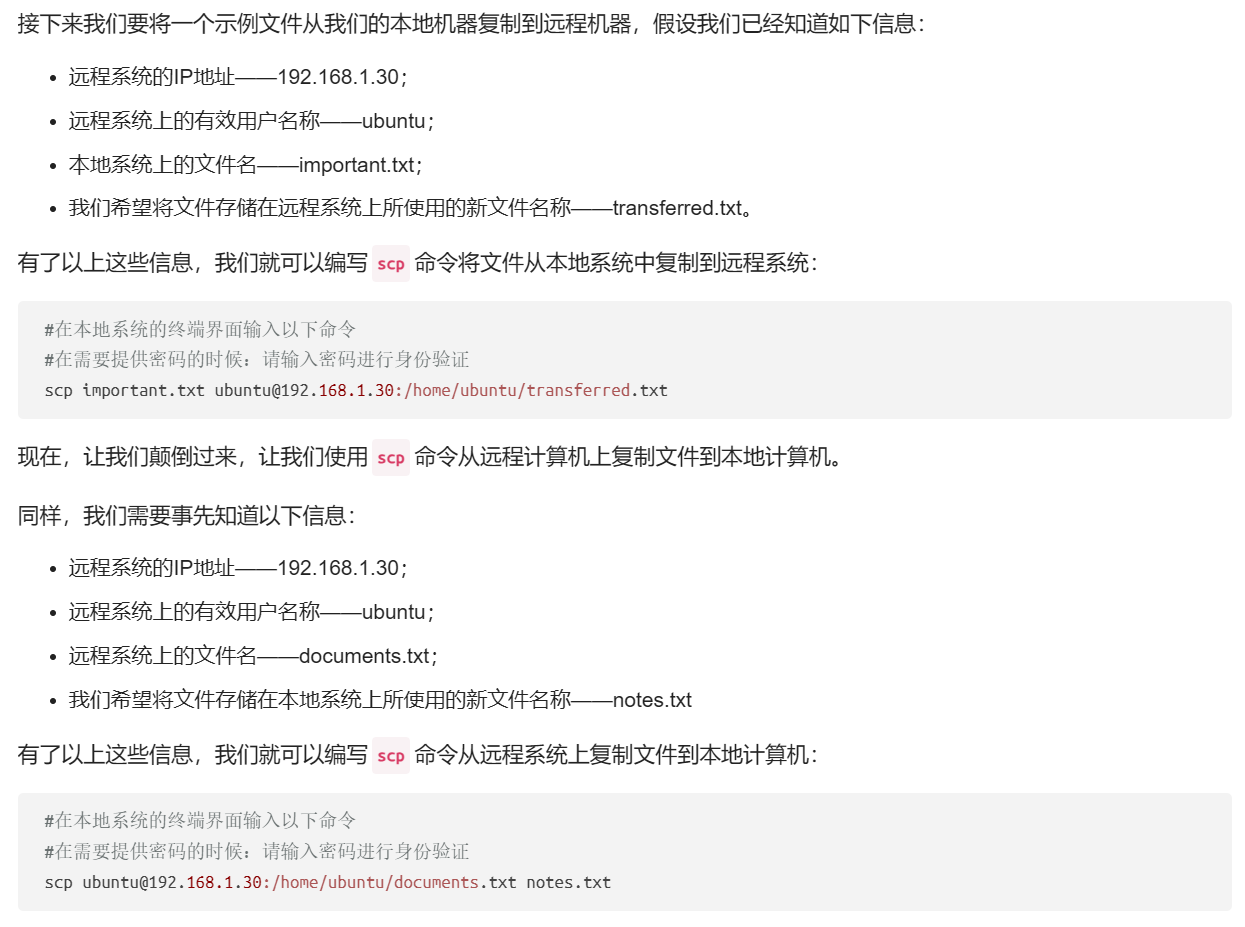 接下来我们要将一个示例文件从我们的本地机器复制到远程机器，假设我们已经知道如下信息：
• 远程系统的IP地址——192.168.1.30；
• 远程系统上的有效用户名称——ubuntu；
• 本地系统上的文件名——important.txt；
• 我们希望将文件存储在远程系统上所使用的新文件名称——transferred.txt。
有了以上这些信息，我们就可以编写 scp 命令将文件从本地系统中复制到远程系统：
#在本地系统的终端界面输入以下命令
#在需要提供密码的时候：请输入密码进行身份验证
scp important.txt ubuntu@192.168.1.30:/home/ubuntu/transferred.txt
现在，让我们颠倒过来，让我们使用 scp 命令从远程计算机上复制文件到本地计算机。
同样，我们需要事先知道以下信息：
• 远程系统的IP地址——192.168.1.30；
• 远程系统上的有效用户名称——ubuntu；
• 远程系统上的文件名——documents.txt；
• 我们希望将文件存储在本地系统上所使用的新文件名称——notes.txt
有了以上这些信息，我们就可以编写 scp 命令从远程系统上复制文件到本地计算机：
#在本地系统的终端界面输入以下命令
#在需要提供密码的时候：请输入密码进行身份验证
scp ubuntu@192.168.1.30:/home/ubuntu/documents.txt notes.txt